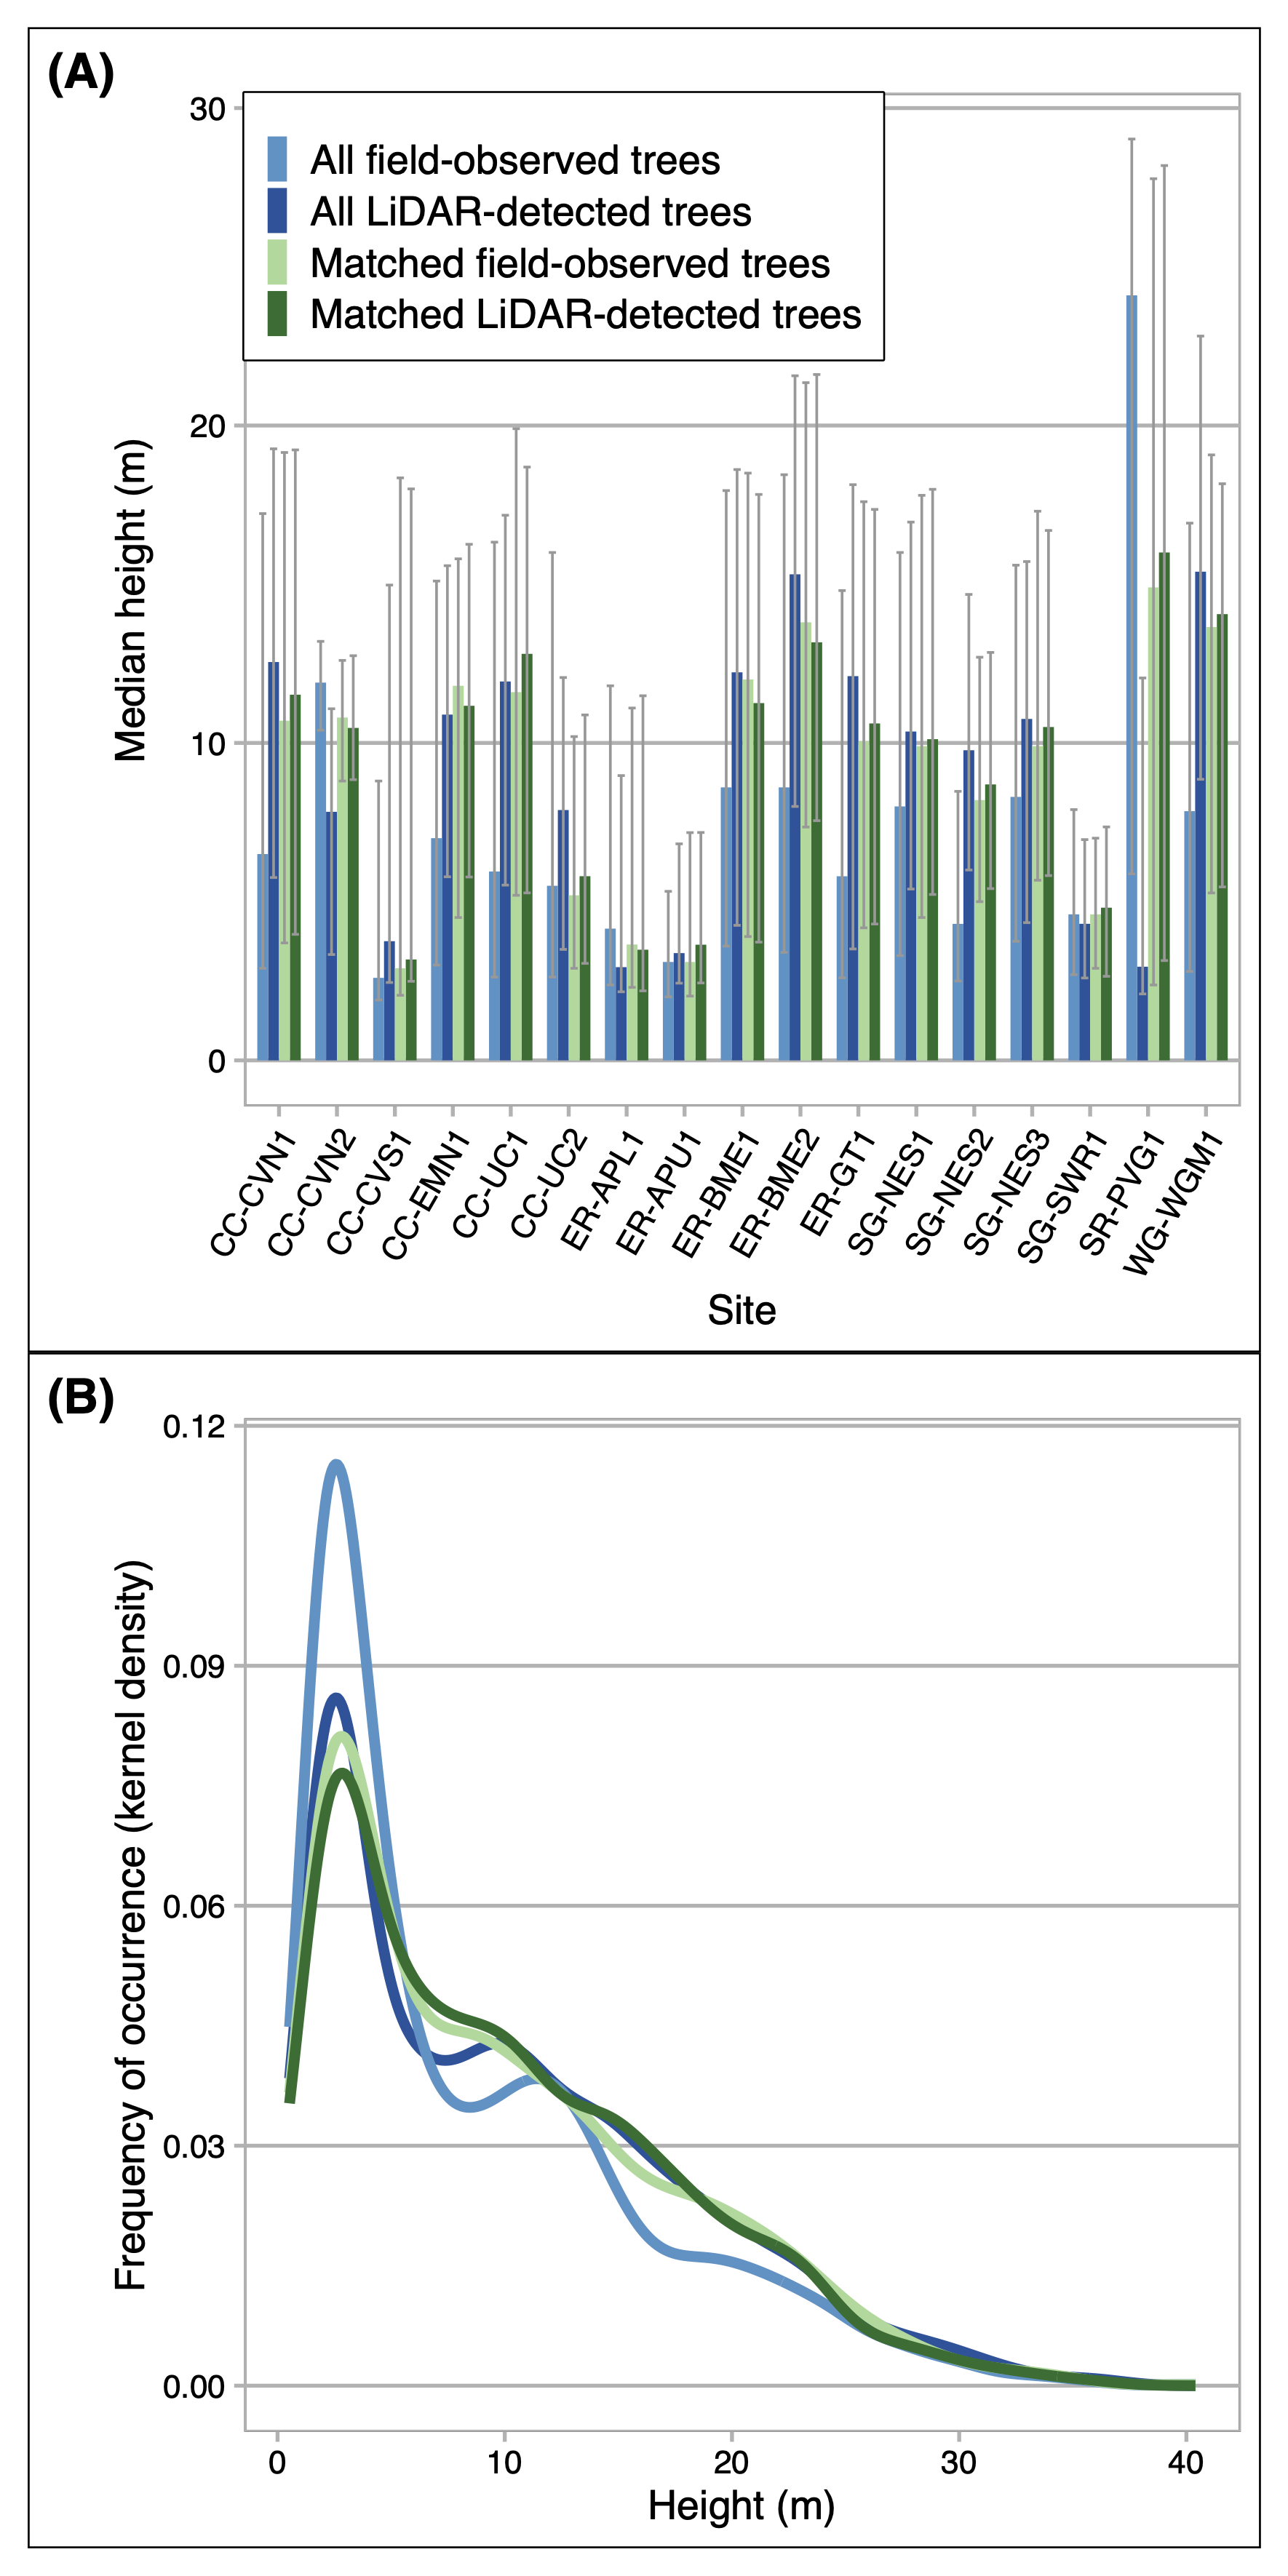 (A)
30
20
10
0
Median height (m)
All field-observed trees
All LiDAR-detected trees
Matched field-observed trees
Matched LiDAR-detected trees
CC-CVN1
CC-CVN2
CC-CVS1
CC-EMN1
CC-UC1
CC-UC2
ER-APL1
ER-APU1
ER-BME1
ER-BME2
ER-GT1
SG-NES1
SG-NES2
SG-NES3
SG-SWR1
SR-PVG1
WG-WGM1
Site
(B)
0.12
0.09
0.06
0.03
0.00
Frequency of occurrence (kernel density)
0
10
20
30
40
Height (m)